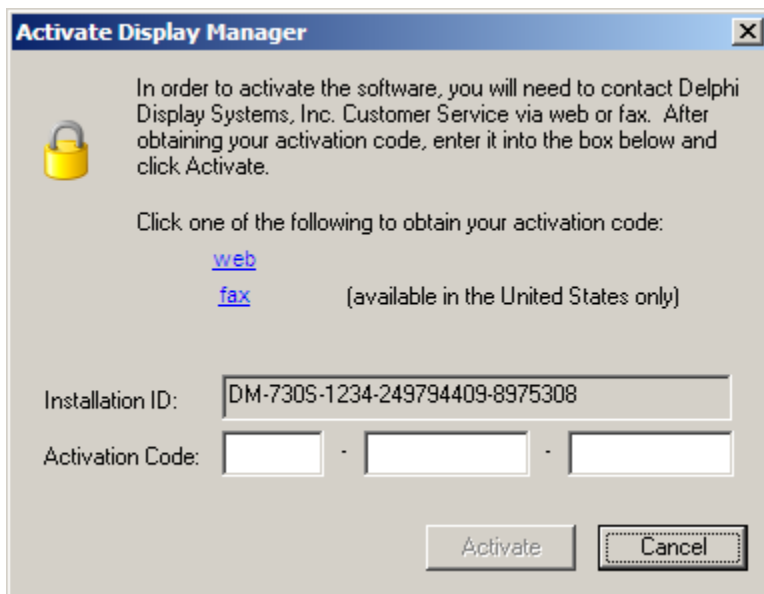 Activate Display Manager
In order to activate the software, you will need to contact Delphi
Display Systems, Inc. Customer Service via web or fax. After
obtaining your activation code, enter it into the box below and
click Activate.
Click one of the following to obtain your activation code:
web
fax (available in the United States only)
Installation ID: DM-730S-1234-249794409-8975308
Activation Code: - -
Activate Cancel